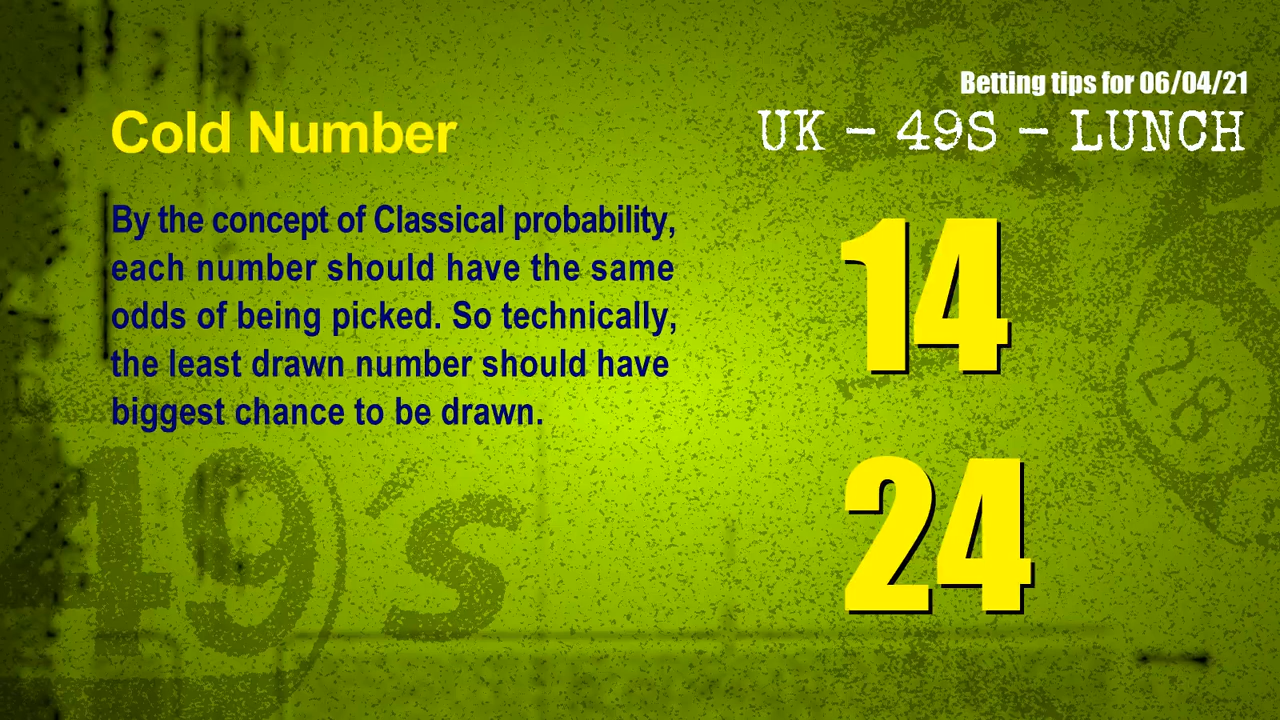 Betting tips for 06/04/21
UK - 49S - LUNCH
Cold Number
By the concept of Classical probability,
each number should have the same
odds of being picked. So technically,
the least drawn number should have
biggest chance to be drawn.
14
24
28
49's